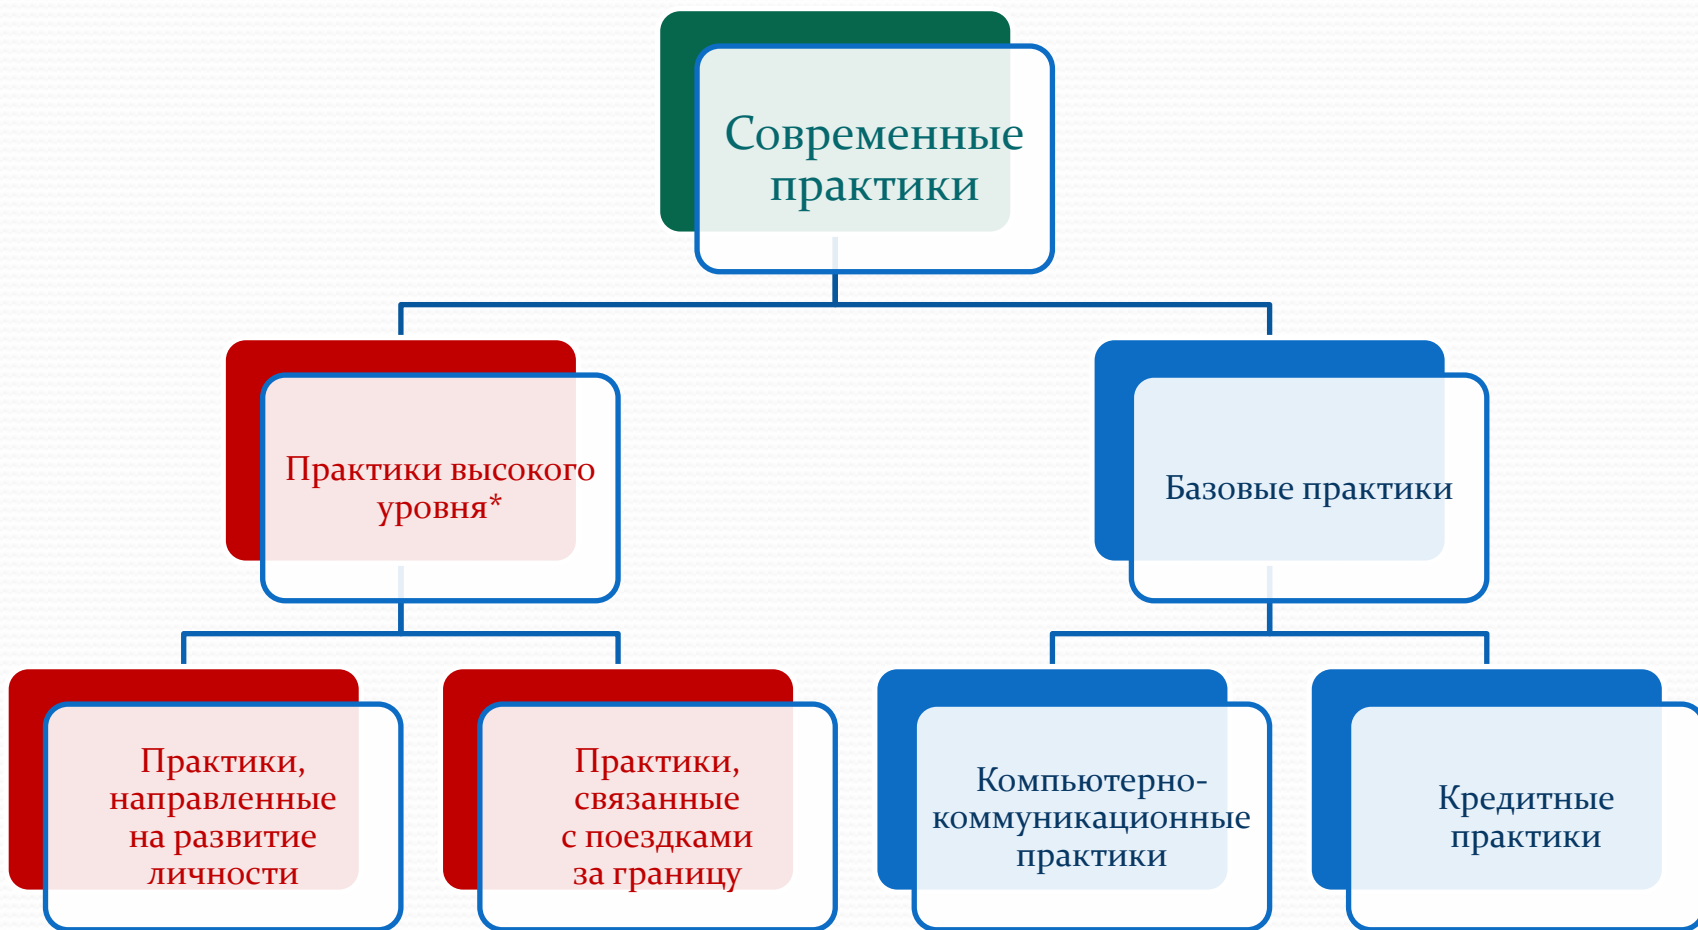 Современные
практики
Практики высокого
уровня*
Базовые практики
Практики,
направленные
на развитие
личности
Практики,
связанные
с поездками
за границу
Компьютерно-
коммуникационные
практики
Кредитные
практики